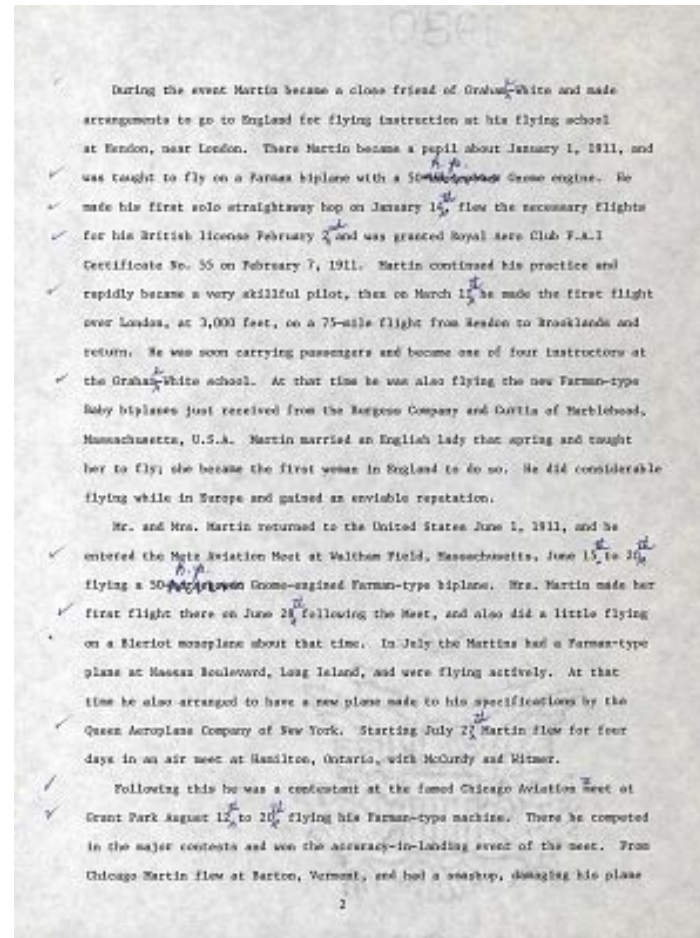 During the event Martin became a close friend of Graham-White and made
arrangements to go to England for flying instruction at his flying school
at Hendon, near London. There Martin became a pupil about January 1, 1911, and
was taught to fly on a Farman biplane with a 50 h.p. Gnome engine. He
made his first solo straightaway hop on January th, flew the necessary flights
for his British license February 2nd and was granted Royal Aero Club F.A.I
Certificate No. 55 on February 7, 1911. Martin continued his practice and
rapidly became a very skillful pilot, then on March th he made the first flight
over London, at 3,000 feet, on a 75-mile flight from Hendon to Brooklands and
return. He was soon carrying passengers and became one of four instructors at
the Graham-White school. At that time he was also flying the new Farman-type
Baby biplanes just received from the Burgess Company and Curtis of Marblehead,
Massachusetts, U.S.A. Martin married an English lady that spring and taught
her to fly; she became the first woman in England to do so. He did considerable
flying while in Europe and gained an enviable reputation.
Mr. and Mrs. Martin returned to the United States June 1, 1911, and he
entered the Metz Aviation Meet at Waltham Field, Massachusetts, June 15th to 20th
flying a 50 h.p. Gnome-engined Farman-type biplane. Mrs. Martin made her
first flight there on June th following the Meet, and also did a little flying
on a Bleriot monoplane about that time. In July the Martins had a Farman-type
plane at Nassau Boulevard, Long Island, and were flying actively. At that
time he also arranged to have a new plane made to his specifications by the
Queen Aeroplane Company of New York. Starting July 27th Martin flew for four
days in an air meet at Hamilton, Ontario, with McCurdy and Witmer.
Following this he was a contestant at the famed Chicago Aviation meet at
Grant Park August 12th to 20th flying his Farman-type machine. There he competed
in the major contests and won the accuracy-in-landing event of the meet. From
Chicago Martin flew at Barton, Vermont, and had a smashup, damaging his plane
2